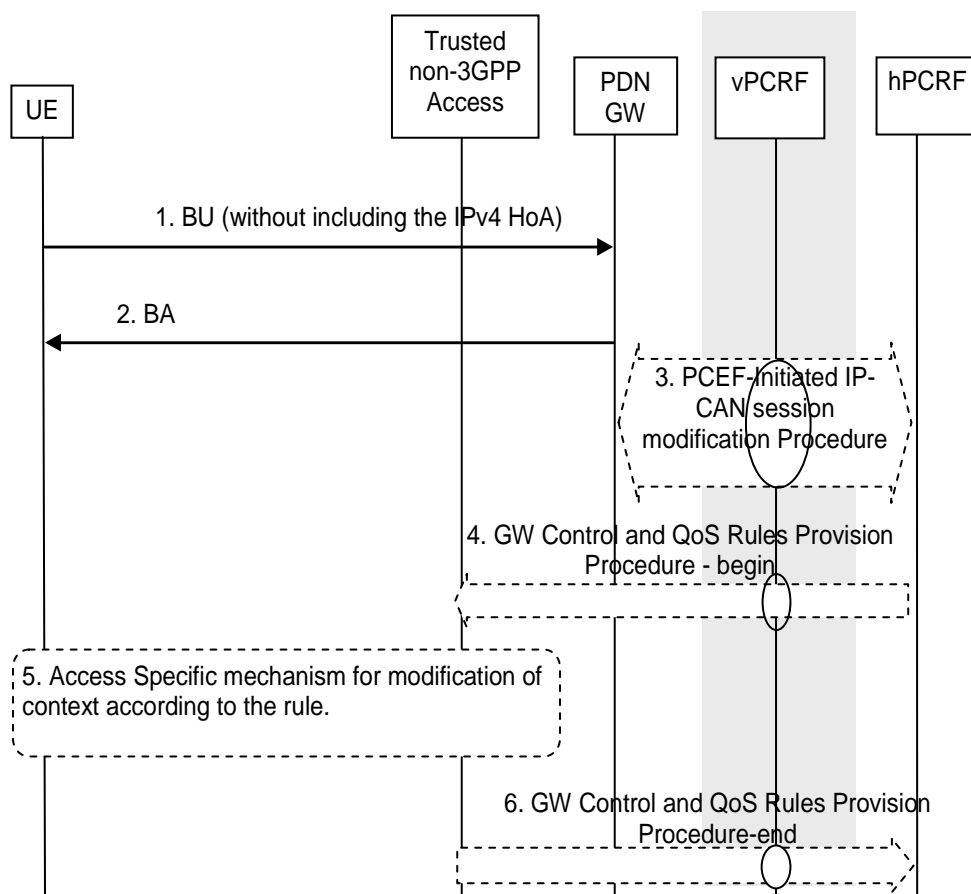 UE
Trusted
non-3GPP
Access
PDN
GW
vPCRF
hPCRF
1. BU (without including the IPv4 HoA)
2. BA
3. PCEF-Initiated IP-
CAN session
modification Procedure
4. GW Control and QoS Rules Provision
Procedure - begin
5. Access Specific mechanism for modification of
context according to the rule.
6. GW Control and QoS Rules Provision
Procedure-end